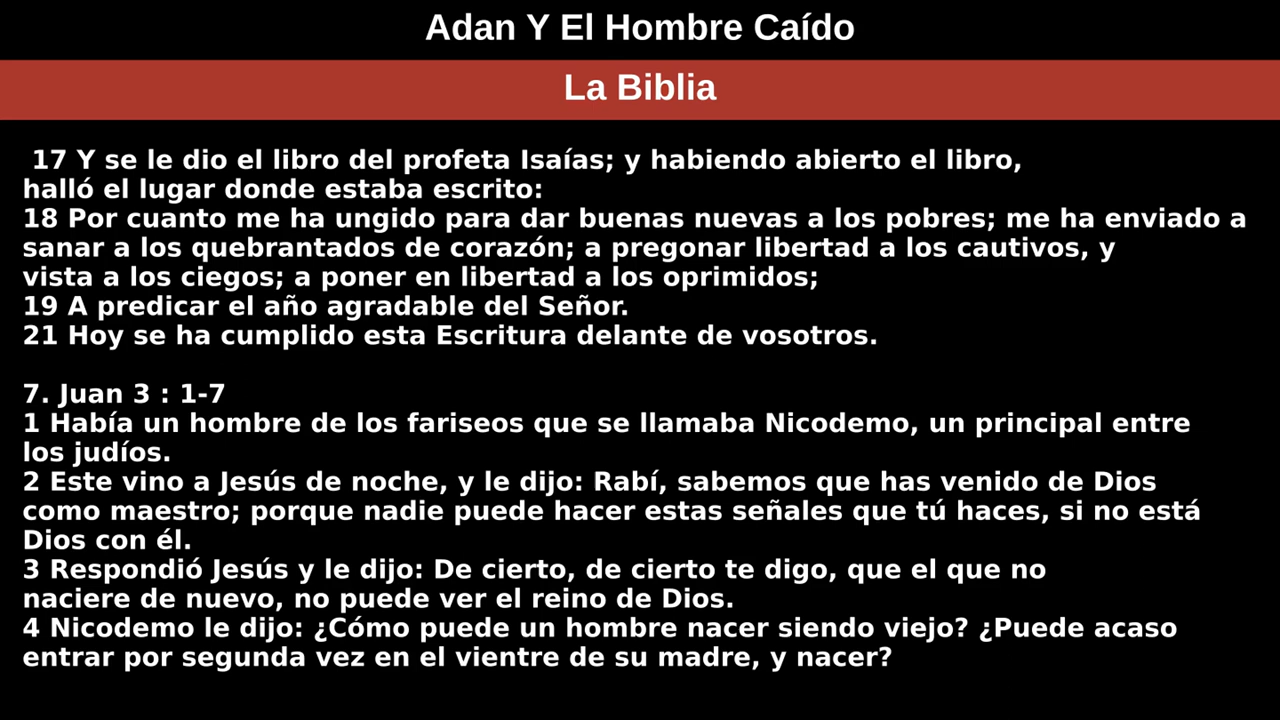 Adan Y El Hombre Caído
La Biblia
17 Y se le dio el libro del profeta Isaías; y habiendo abierto el libro,
halló el lugar donde estaba escrito:
18 Por cuanto me ha ungido para dar buenas nuevas a los pobres; me ha enviado a
sanar a los quebrantados de corazón; a pregonar libertad a los cautivos, y
vista a los ciegos; a poner en libertad a los oprimidos;
19 A predicar el año agradable del Señor.
21 Hoy se ha cumplido esta Escritura delante de vosotros.
7. Juan 3 : 1-7
1 Había un hombre de los fariseos que se llamaba Nicodemo, un principal entre
los judíos.
2 Este vino a Jesús de noche, y le dijo: Rabí, sabemos que has venido de Dios
como maestro; porque nadie puede hacer estas señales que tú haces, si no está
Dios con él.
3 Respondió Jesús y le dijo: De cierto, de cierto te digo, que el que no
naciere de nuevo, no puede ver el reino de Dios.
4 Nicodemo le dijo: ¿Cómo puede un hombre nacer siendo viejo? ¿Puede acaso
entrar por segunda vez en el vientre de su madre, y nacer?